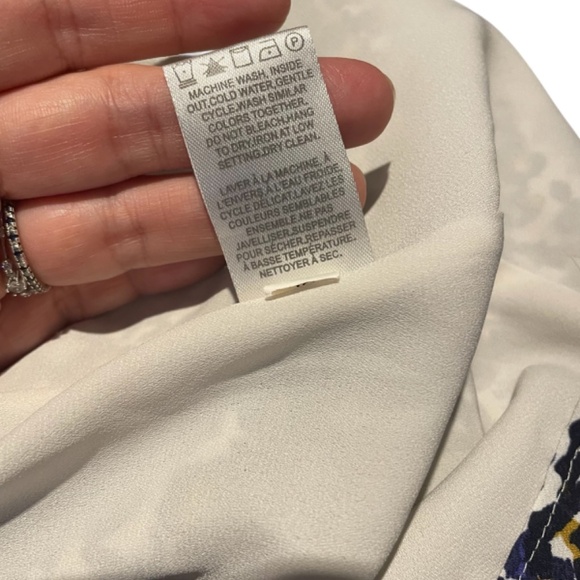 P
MACHINE WASH, INSIDE
OUT,COLD WATER,GENTLE
CYCLE.WASH SIMILAR
COLORS TOGETHER.
DO NOT BLEACH.HANG
TO DRY.IRON AT LOW
SETTING.DRY CLEAN.
LAVER À LA MACHINE, À
L'ENVERS À L'EAU FROIDE,
CYCLE DÉLICAT.LAVEZ LES
COULEURS SEMBLABLES
ENSEMBLE.NE PAS
JAVELLISER.SUSPENDRE
POUR SÉCHER.REPASSER
À BASSE TEMPÉRATURE.
NETTOYER À SEC.